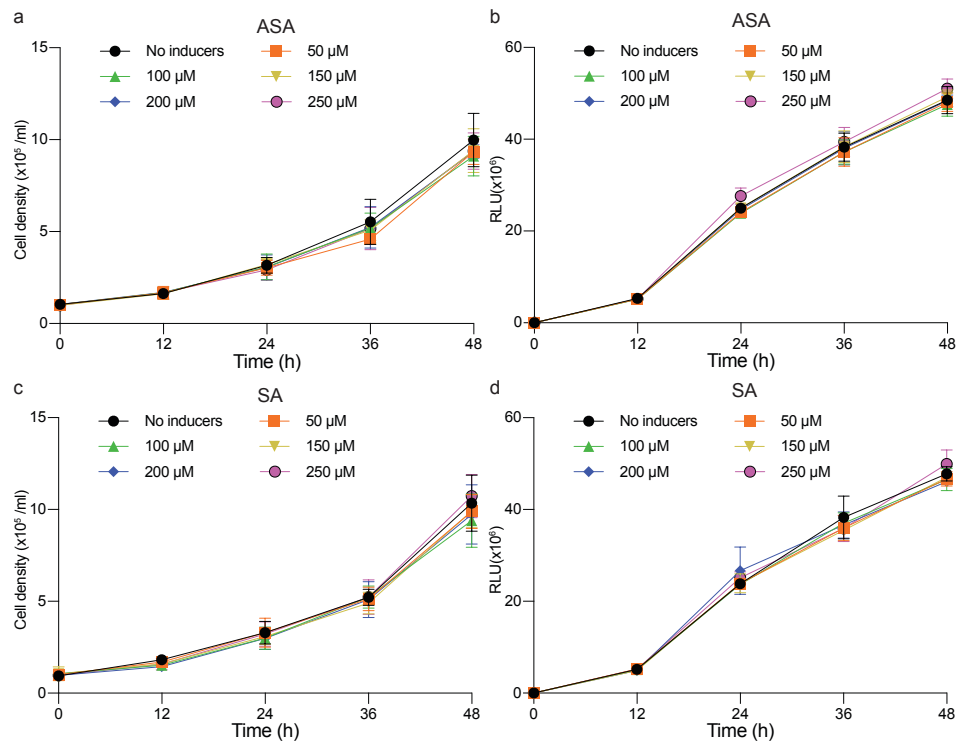 a
ASA
No inducers
50 μM
100 μM
150 μM
200 μM
250 μM
Cell density (x10⁵ /ml)
15
10
5
0
0 12 24 36 48
Time (h)
b
ASA
No inducers
50 μM
100 μM
150 μM
200 μM
250 μM
RLU(x10⁶)
60
40
20
0
0 12 24 36 48
Time (h)
c
SA
No inducers
50 μM
100 μM
150 μM
200 μM
250 μM
Cell density (x10⁵ /ml)
15
10
5
0
0 12 24 36 48
Time (h)
d
SA
No inducers
50 μM
100 μM
150 μM
200 μM
250 μM
RLU(x10⁶)
60
40
20
0
0 12 24 36 48
Time (h)